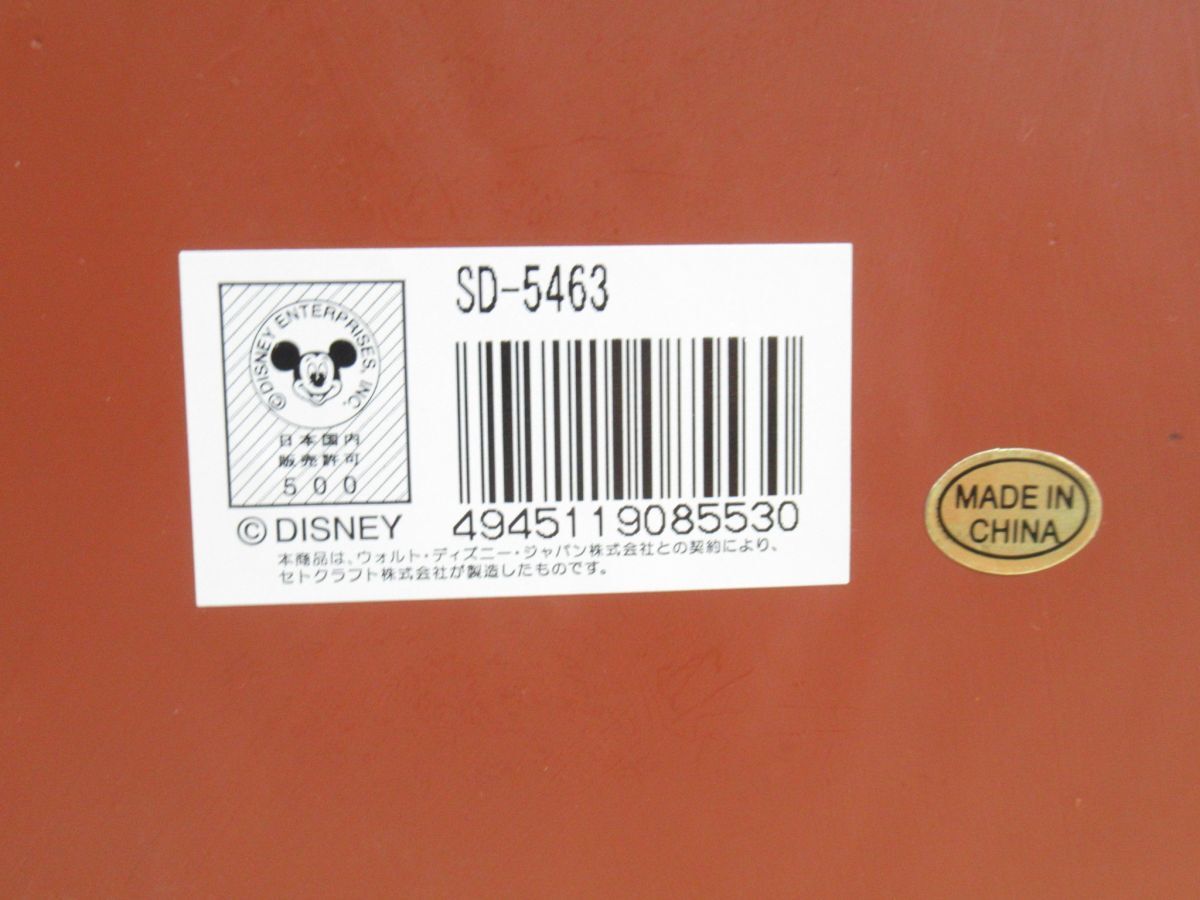 SD-5463
© DISNEY ENTERPRISES, INC.
日本国内
販売許可
500
4945119085530
© DISNEY
本商品は、ウォルト・ディズニー・ジャパン株式会社との契約により、
セトクラフト株式会社が製造したものです。
MADE IN
CHINA